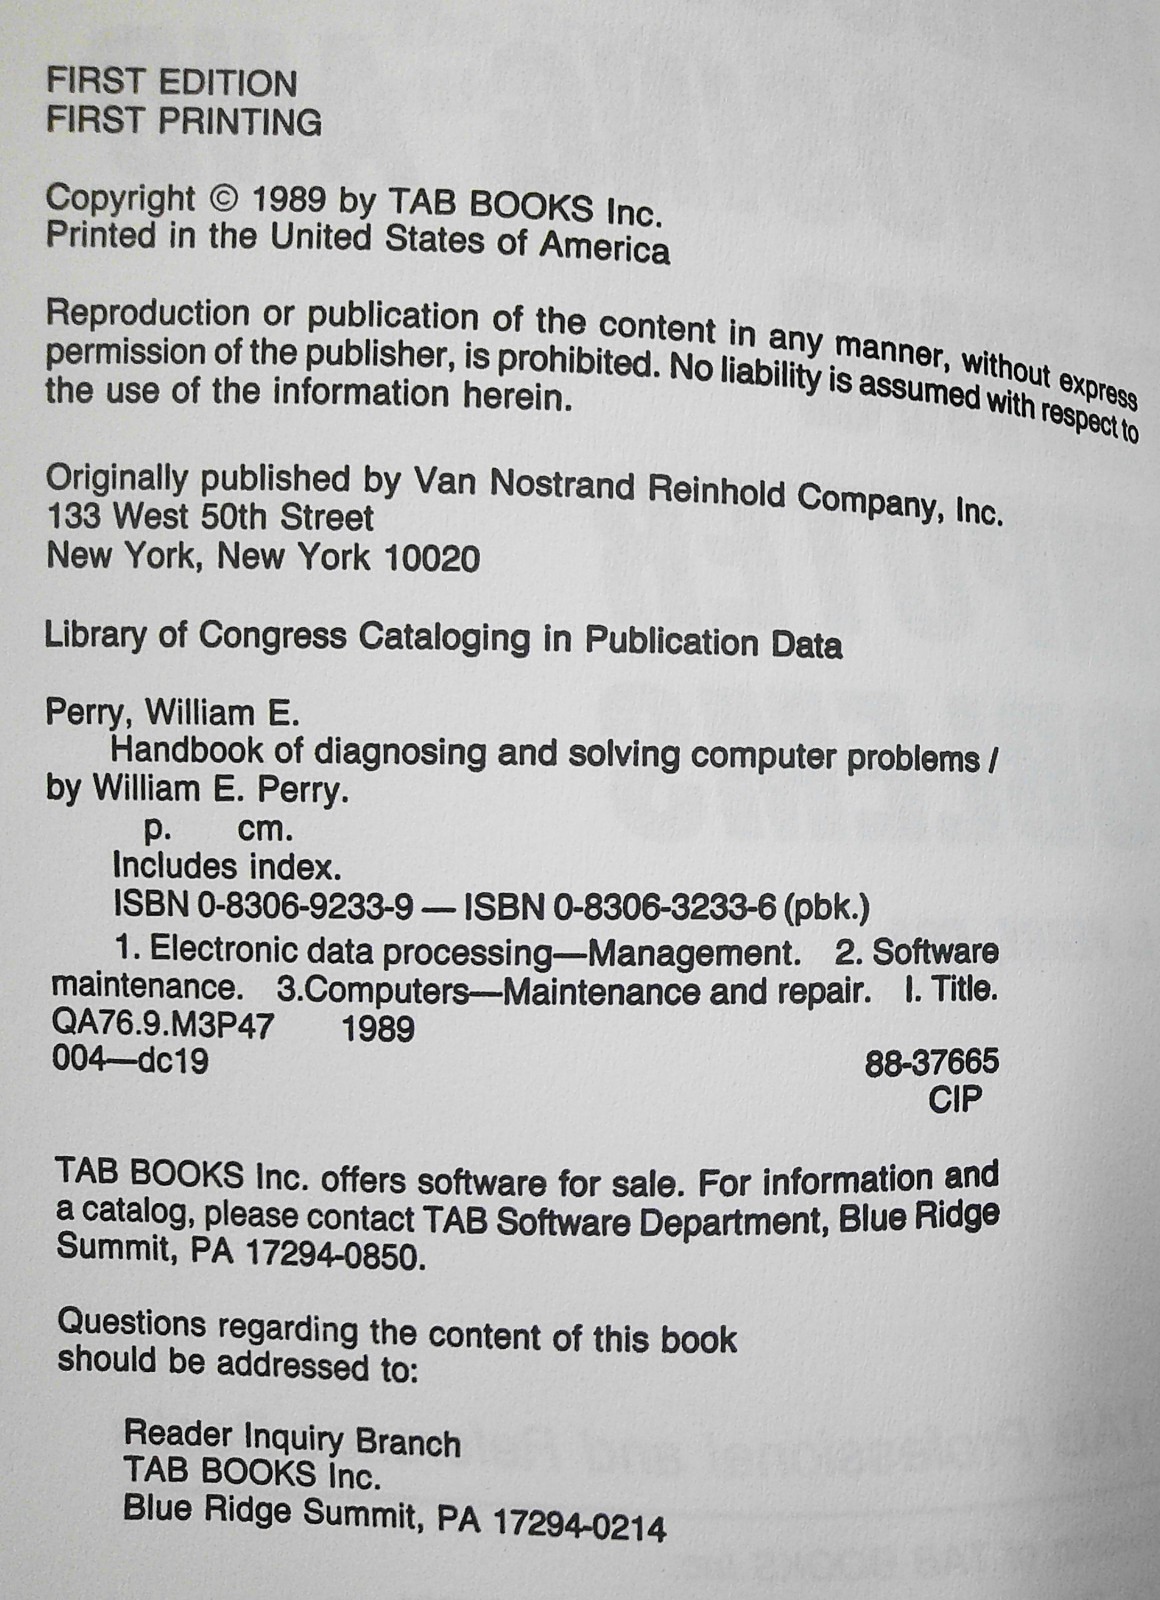 FIRST EDITION
FIRST PRINTING
Copyright © 1989 by TAB BOOKS Inc.
Printed in the United States of America
Reproduction or publication of the content in any manner, without express
permission of the publisher, is prohibited. No liability is assumed with respect to
the use of the information herein.
Originally published by Van Nostrand Reinhold Company, Inc.
133 West 50th Street
New York, New York 10020
Library of Congress Cataloging in Publication Data
Perry, William E.
Handbook of diagnosing and solving computer problems /
by William E. Perry.
p. cm.
Includes index.
ISBN 0-8306-9233-9 — ISBN 0-8306-3233-6 (pbk.)
1. Electronic data processing—Management. 2. Software
maintenance. 3.Computers—Maintenance and repair. I. Title.
QA76.9.M3P47 1989
004—dc19 88-37665
CIP
TAB BOOKS Inc. offers software for sale. For information and
a catalog, please contact TAB Software Department, Blue Ridge
Summit, PA 17294-0850.
Questions regarding the content of this book
should be addressed to:
Reader Inquiry Branch
TAB BOOKS Inc.
Blue Ridge Summit, PA 17294-0214